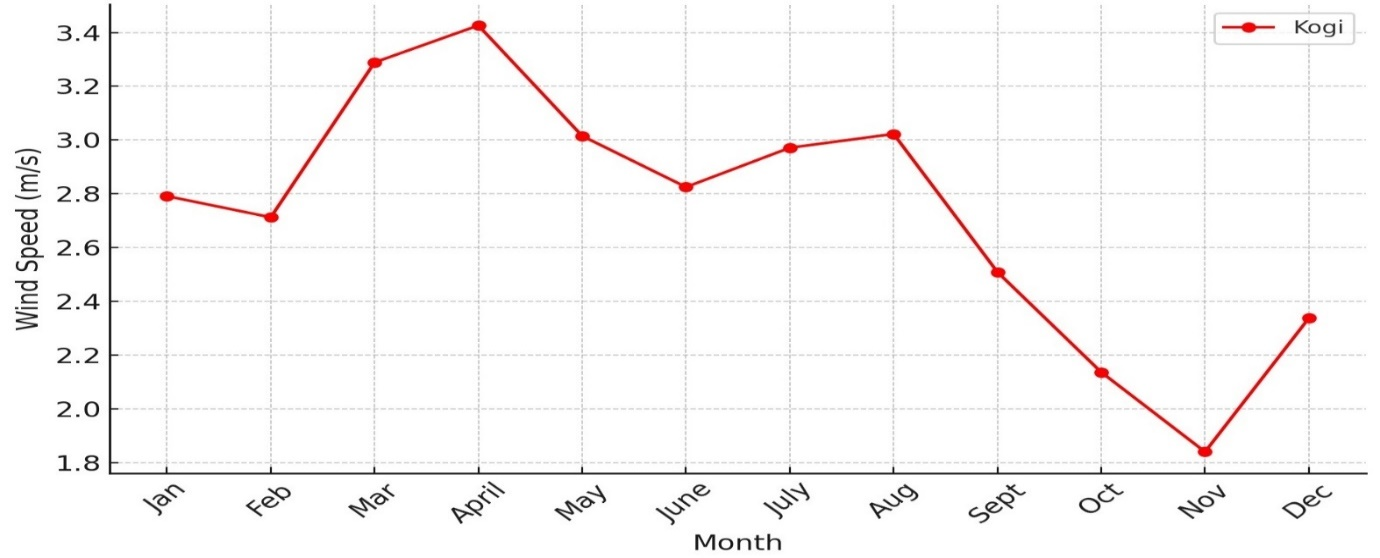 Kogi
Wind Speed (m/s)
3.4
3.2
3.0
2.8
2.6
2.4
2.2
2.0
1.8
Jan Feb Mar April May June July Aug Sept Oct Nov Dec
Month